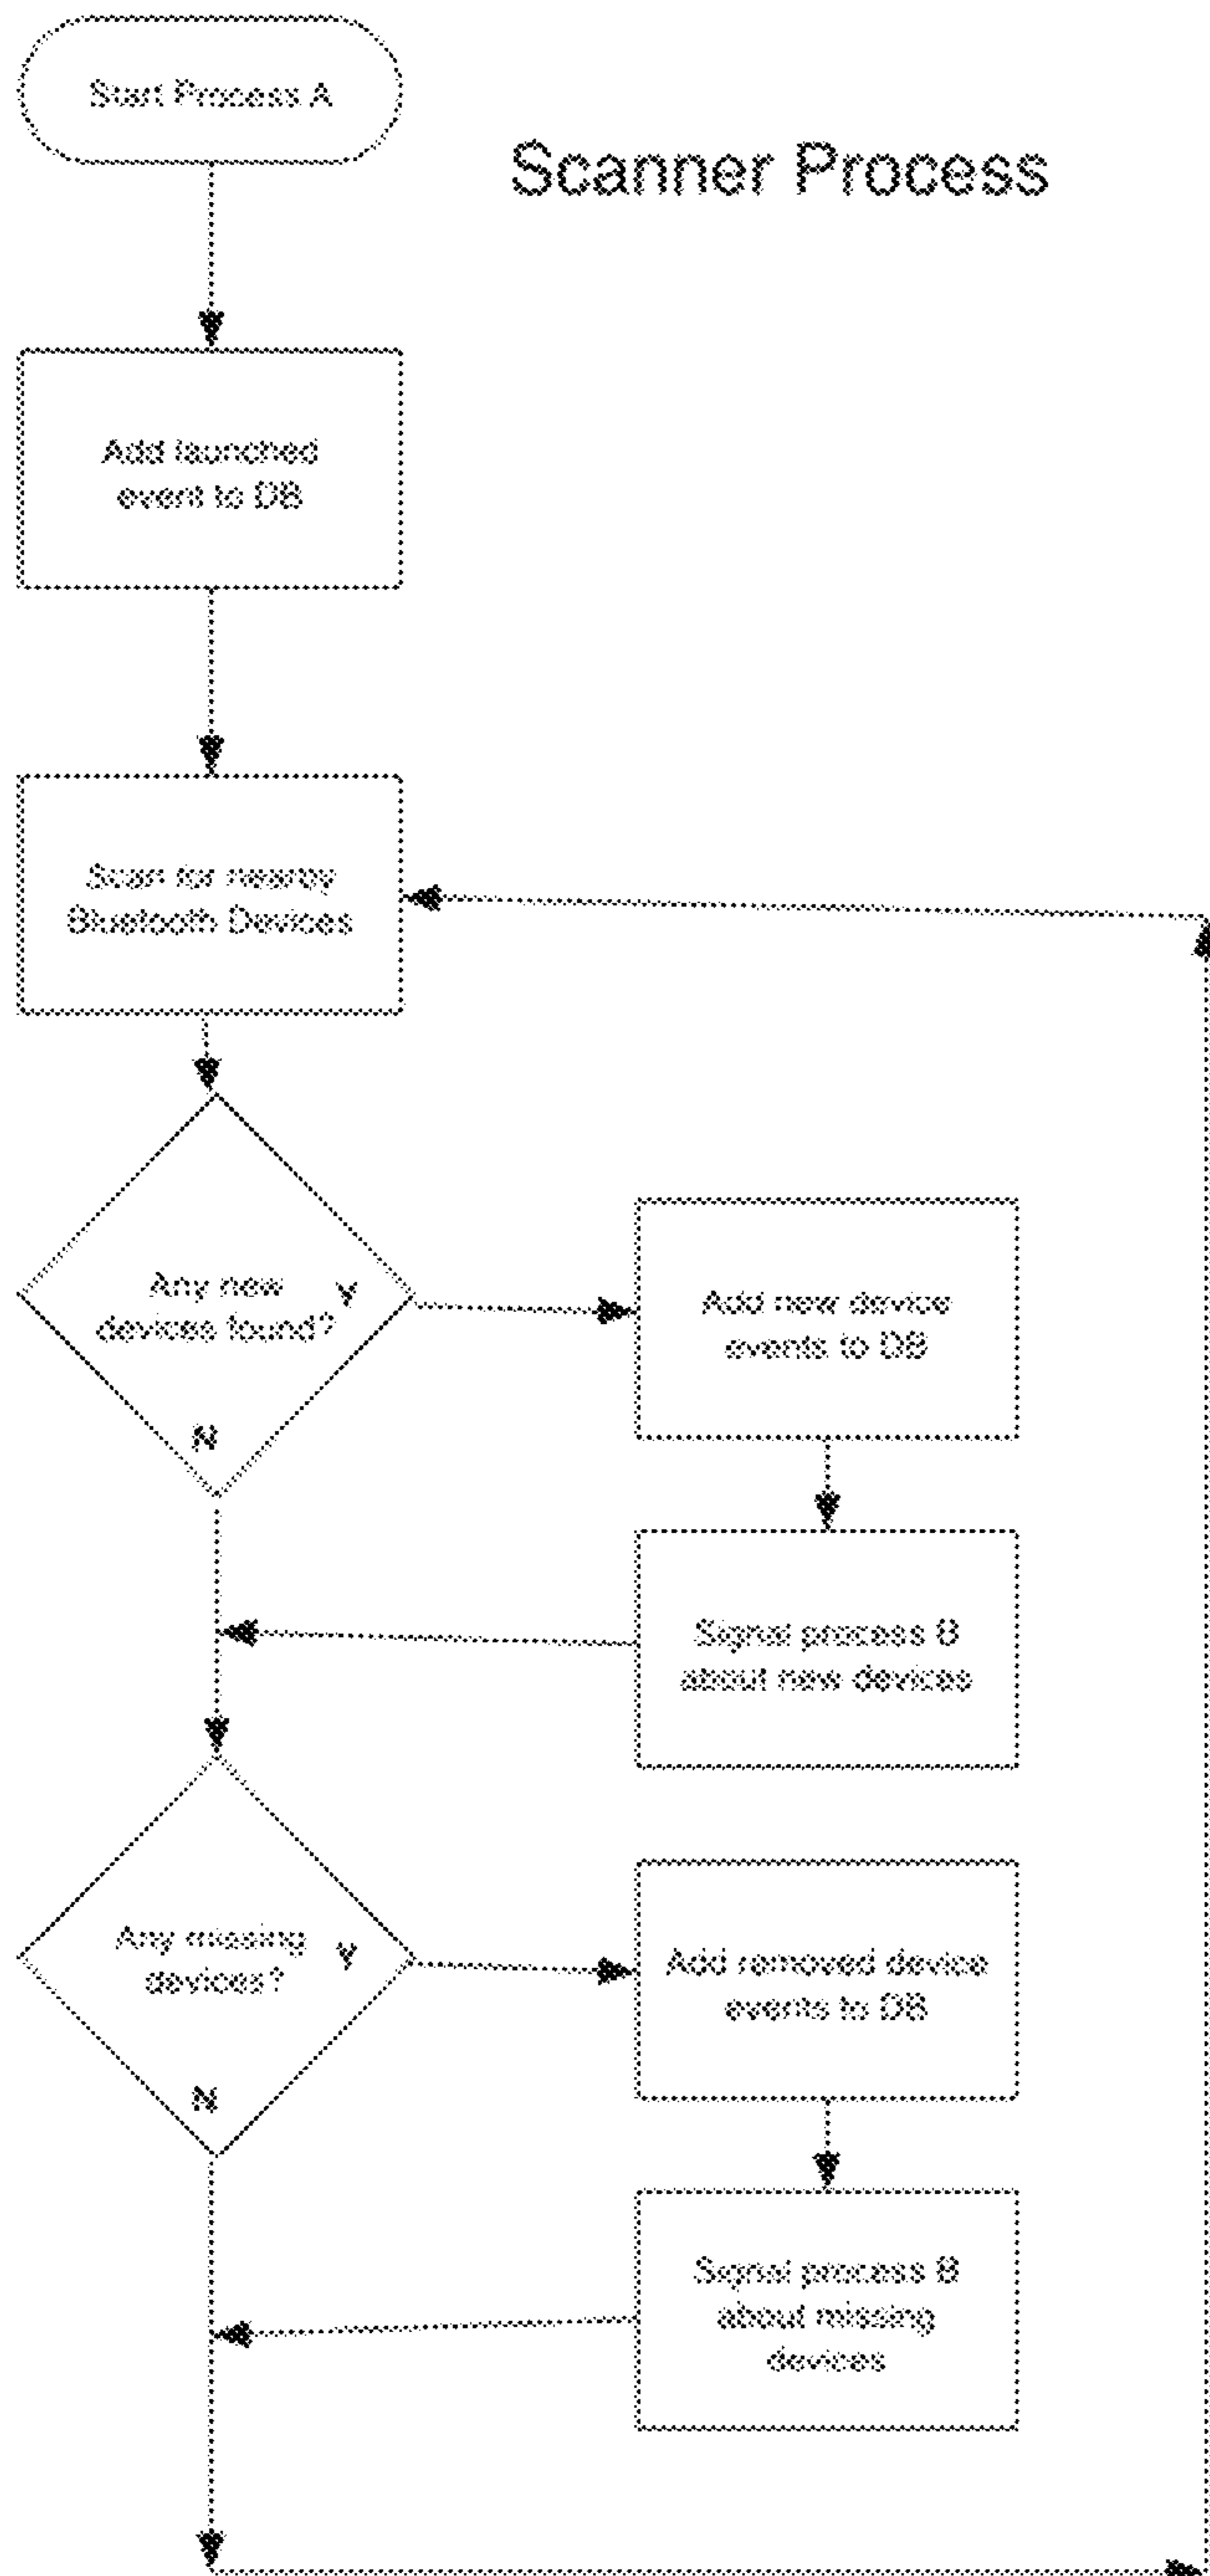 Start Process A
Scanner Process
Add launched
event to DB
Scan for nearby
Bluetooth Devices
Any new
devices found?
Y
N
Add new device
events to DB
Signal process B
about new devices
Any missing
devices?
Y
N
Add removed device
events to DB
Signal process B
about missing
devices